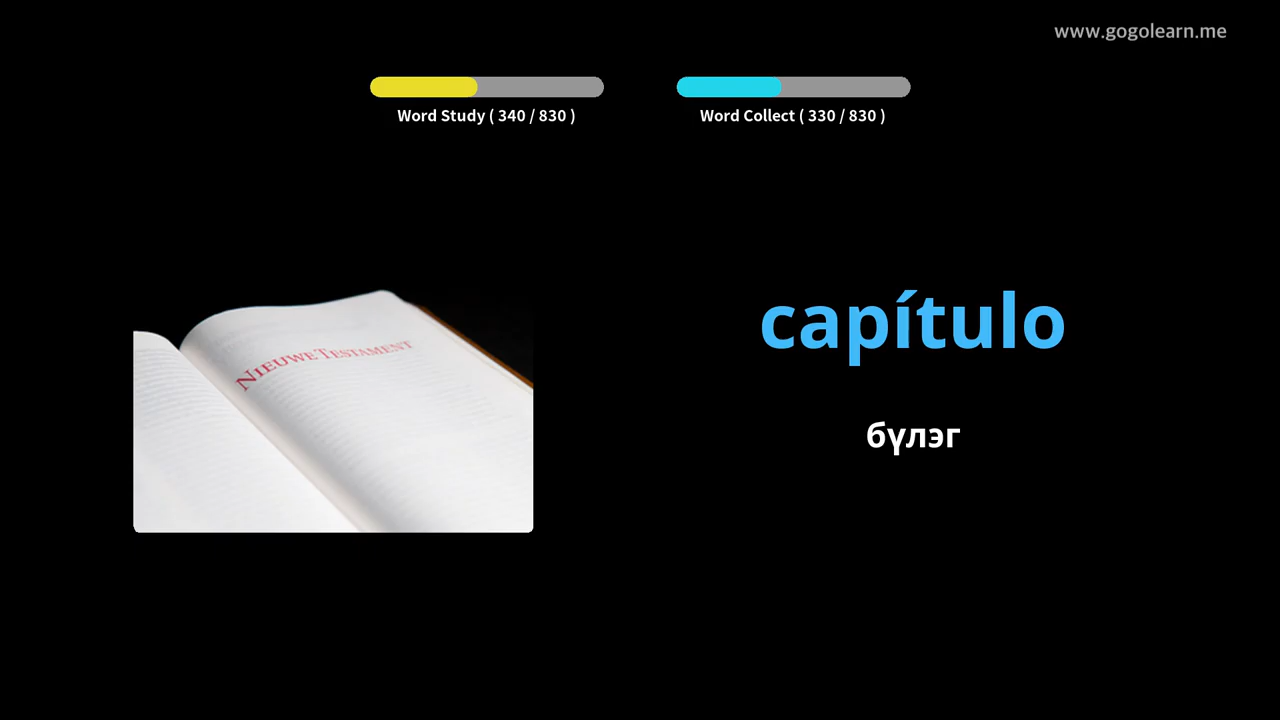 www.gogolearn.me
Word Study ( 340 / 830 )
Word Collect ( 330 / 830 )
NIEUWE TESTAMENT
capítulo
бүлэг